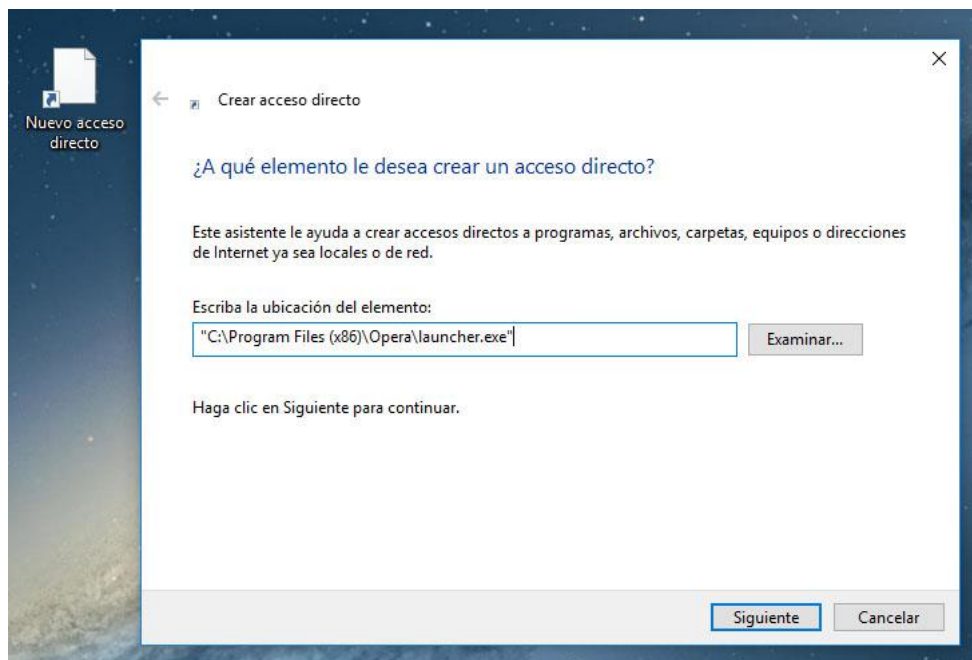 Nuevo acceso
directo
Crear acceso directo
¿A qué elemento le desea crear un acceso directo?
Este asistente le ayuda a crear accesos directos a programas, archivos, carpetas, equipos o direcciones
de Internet ya sea locales o de red.
Escriba la ubicación del elemento:
"C:\Program Files (x86)\Opera\launcher.exe"
Examinar...
Haga clic en Siguiente para continuar.
Siguiente
Cancelar